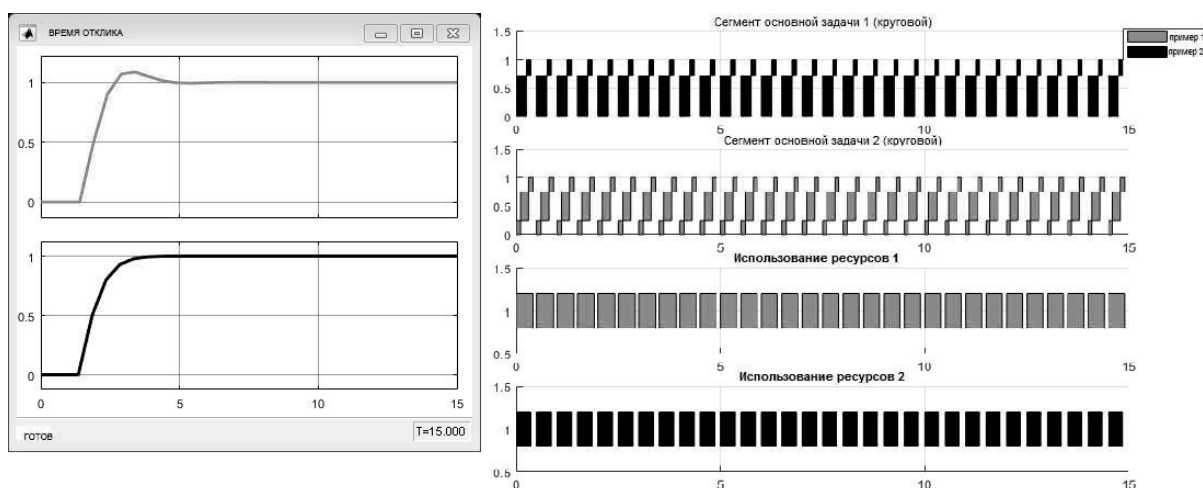 ВРЕМЯ ОТКЛИКА
1
0.5
0
1
0.5
0
0 5 10 15
ГОТОВ
T=15.000
Сегмент основной задачи 1 (круговой)
1.5
1
0.5
0
0 5 10 15
пример 1
пример 2
Сегмент основной задачи 2 (круговой)
1.5
1
0.5
0
0 5 10 15
Использование ресурсов 1
1.5
1
0.5
0 5 10 15
Использование ресурсов 2
1.5
1
0.5
0 5 10 15